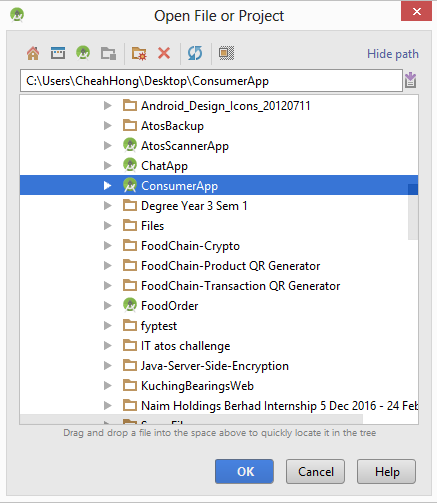 Open File or Project
Hide path
C:\Users\CheahHong\Desktop\ConsumerApp
Android_Design_Icons_20120711
AtosBackup
AtosScannerApp
ChatApp
ConsumerApp
Degree Year 3 Sem 1
Files
FoodChain-Crypto
FoodChain-Product QR Generator
FoodChain-Transaction QR Generator
FoodOrder
fyptest
IT atos challenge
Java-Server-Side-Encryption
KuchingBearingsWeb
Naim Holdings Berhad Internship 5 Dec 2016 - 24 Feb
Drag and drop a file into the space above to quickly locate it in the tree
OK
Cancel
Help